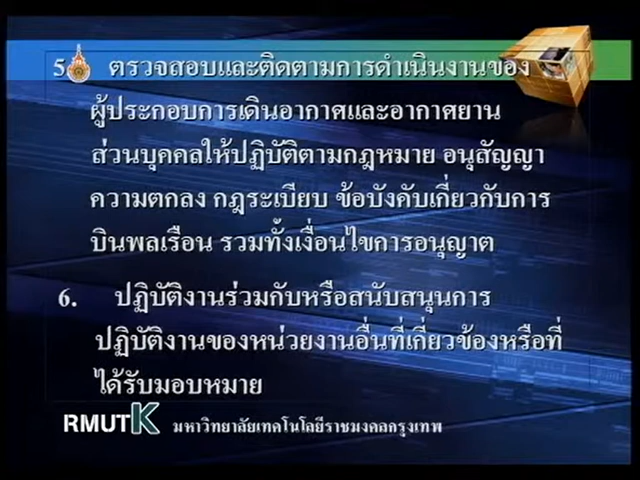 5. ตรวจสอบและติดตามการดำเนินงานของ
ผู้ประกอบการเดินอากาศและอากาศยาน
ส่วนบุคคลให้ปฏิบัติตามกฎหมาย อนุสัญญา
ความตกลง กฎระเบียบ ข้อบังคับเกี่ยวกับการ
บินพลเรือน รวมทั้งเงื่อนไขการอนุญาต
6. ปฏิบัติงานร่วมกับหรือสนับสนุนการ
ปฏิบัติงานของหน่วยงานอื่นที่เกี่ยวข้องหรือที่
ได้รับมอบหมาย
RMUTK มหาวิทยาลัยเทคโนโลยีราชมงคลกรุงเทพ